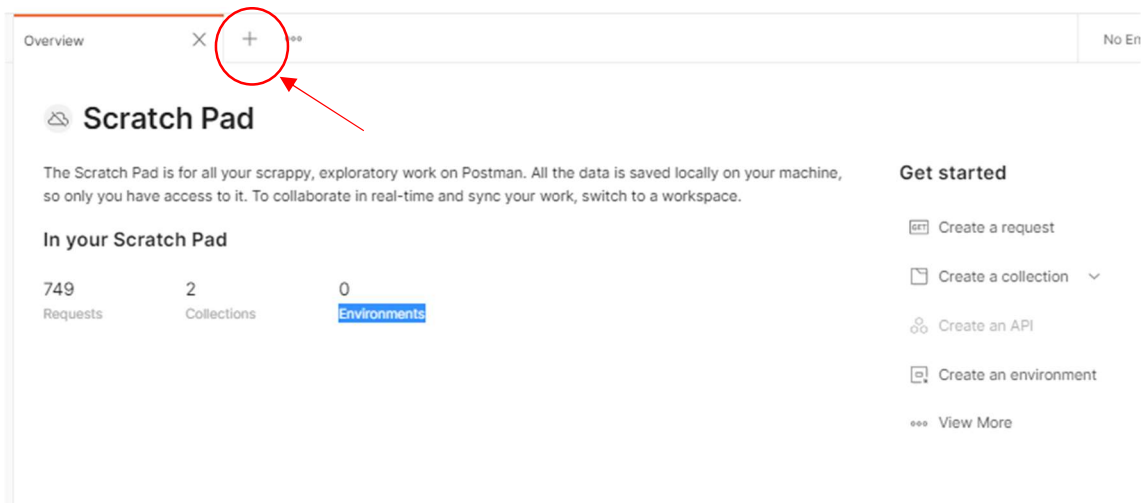 Overview
No En
Scratch Pad
The Scratch Pad is for all your scrappy, exploratory work on Postman. All the data is saved locally on your machine,
so only you have access to it. To collaborate in real-time and sync your work, switch to a workspace.
In your Scratch Pad
749 2 0
Requests Collections Environments
Get started
GET Create a request
Create a collection
Create an API
Create an environment
View More